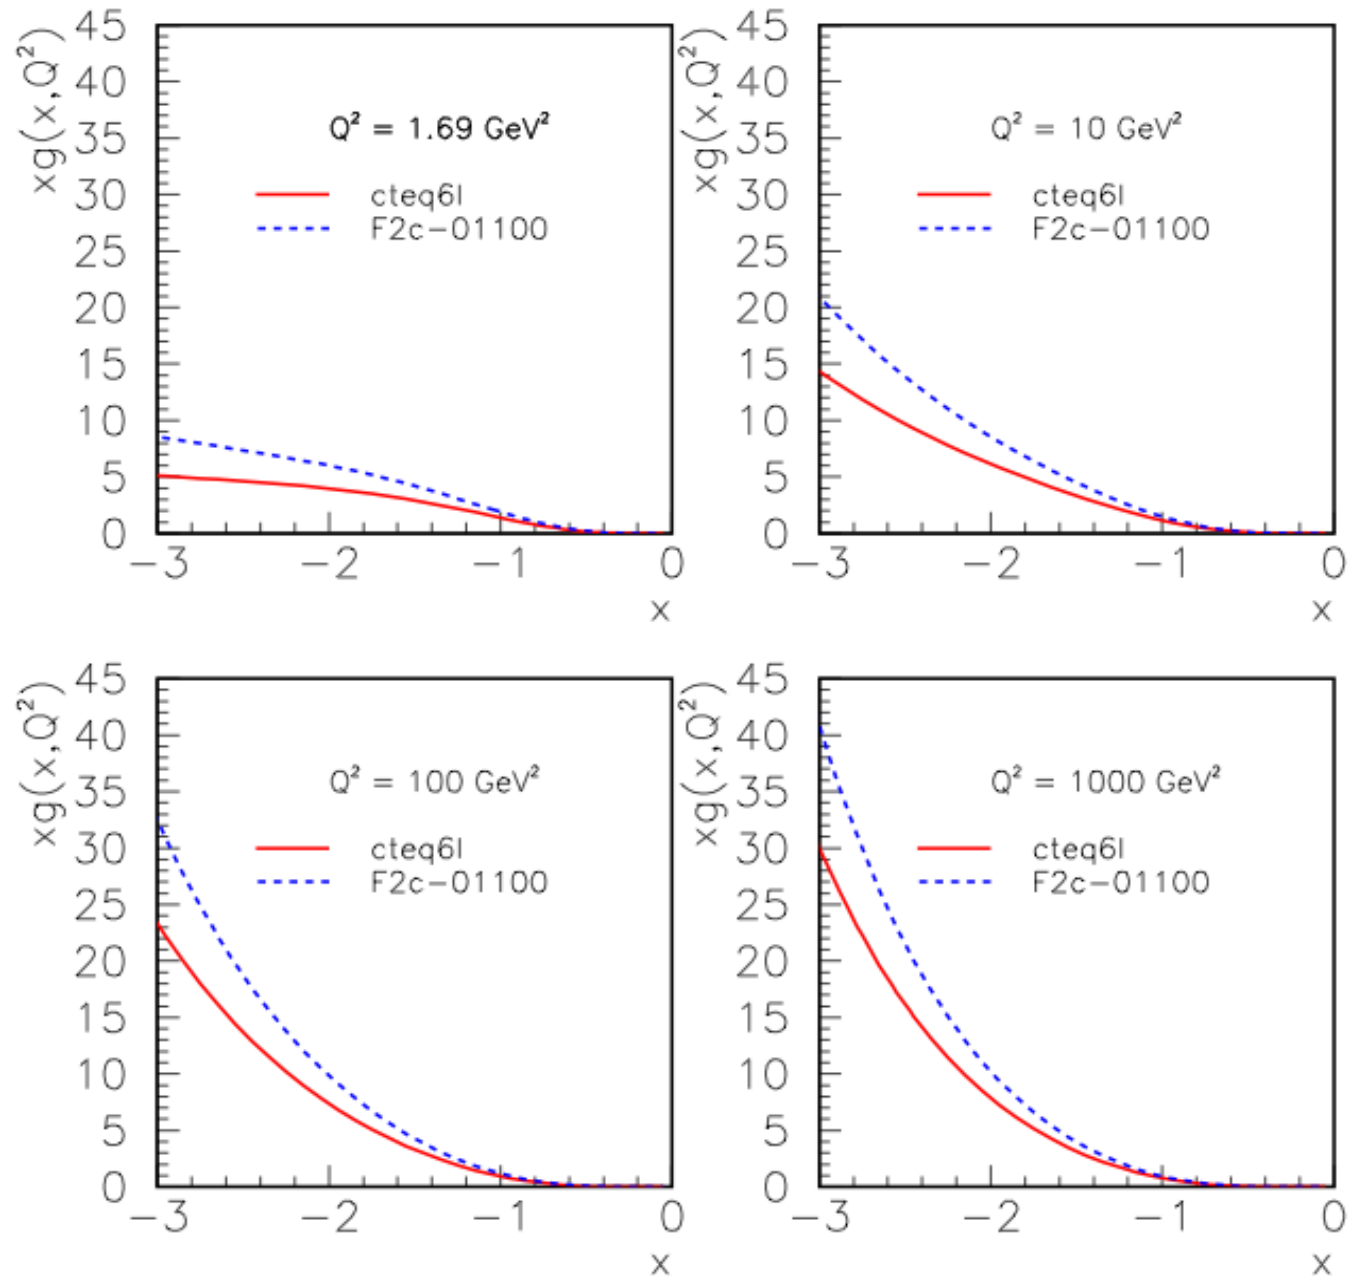 xg(x,Q²)
45
40
35
30
25
20
15
10
5
0
Q² = 1.69 GeV²
cteq6l
F2c-01100
-3 -2 -1 0
x
xg(x,Q²)
45
40
35
30
25
20
15
10
5
0
Q² = 10 GeV²
cteq6l
F2c-01100
-3 -2 -1 0
x
xg(x,Q²)
45
40
35
30
25
20
15
10
5
0
Q² = 100 GeV²
cteq6l
F2c-01100
-3 -2 -1 0
x
xg(x,Q²)
45
40
35
30
25
20
15
10
5
0
Q² = 1000 GeV²
cteq6l
F2c-01100
-3 -2 -1 0
x